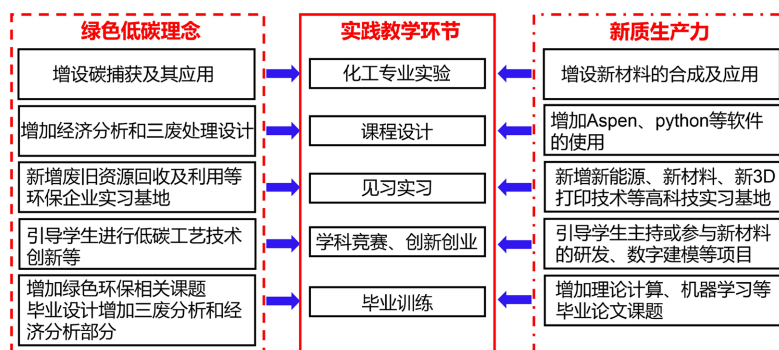 绿色低碳理念
实践教学环节
新质生产力
增设碳捕获及其应用
化工专业实验
增设新材料的合成及应用
增加经济分析和三废处理设计
课程设计
增加Aspen、python等软件
的使用
新增废旧资源回收及利用等
环保企业实习基地
见习实习
新增新能源、新材料、新3D
打印技术等高科技实习基地
引导学生进行低碳工艺技术
创新等
学科竞赛、创新创业
引导学生主持或参与新材料
的研发、数字建模等项目
增加绿色环保相关课题
毕业设计增加三废分析和经
济分析部分
毕业训练
增加理论计算、机器学习等
毕业论文课题